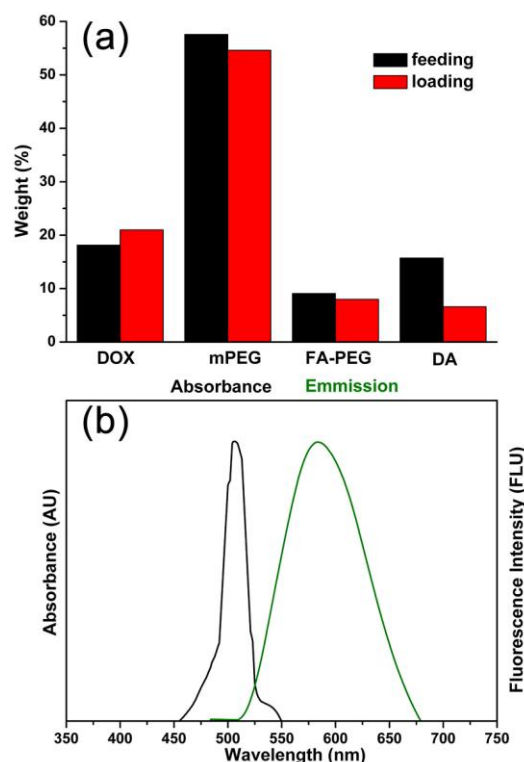 (a)
feeding
loading
Weight (%)
60
50
40
30
20
10
0
DOX mPEG FA-PEG DA
Absorbance Emmission
(b)
Absorbance (AU)
Fluorescence Intensity (FLU)
350 400 450 500 550 600 650 700 750
Wavelength (nm)